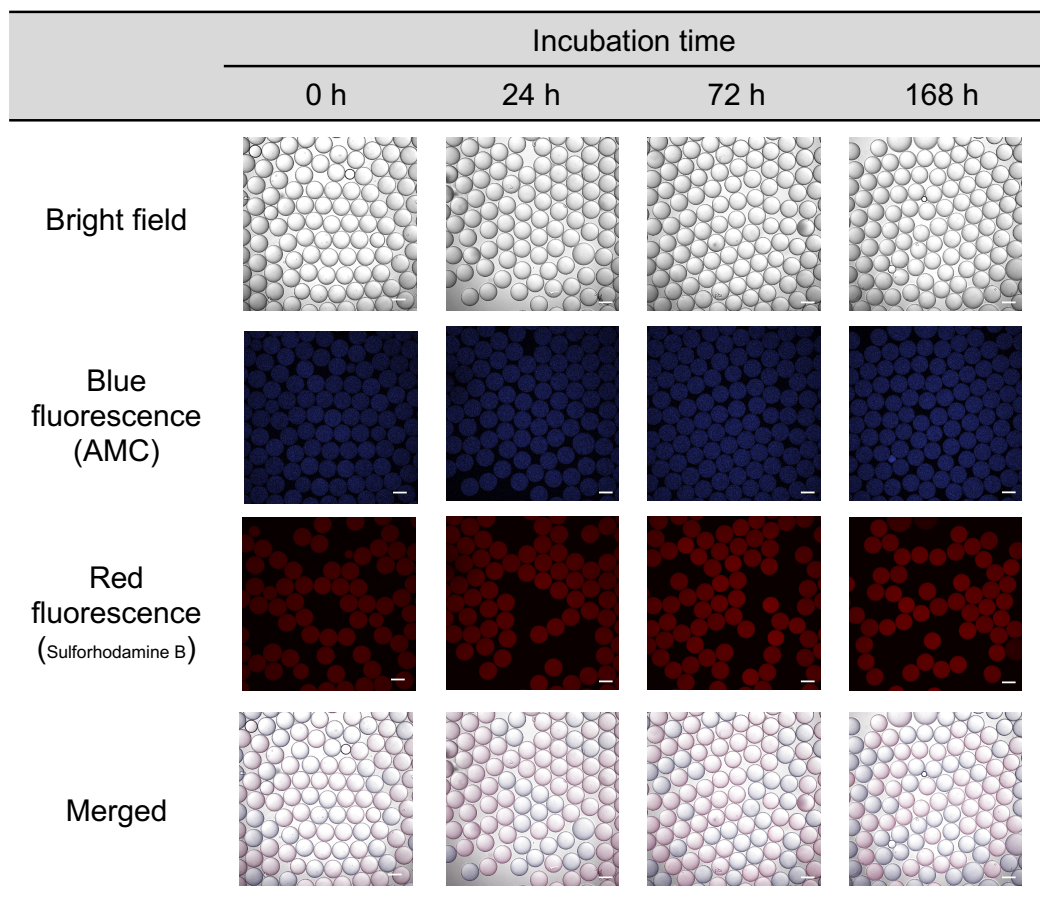 Incubation time
0 h 24 h 72 h 168 h
Bright field
Blue
fluorescence
(AMC)
Red
fluorescence
(Sulforhodamine B)
Merged